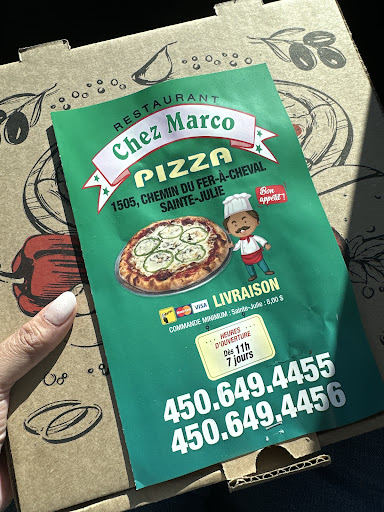 RESTAURANT
Chez Marco
PIZZA
1505, CHEMIN DU FER-À-CHEVAL
SAINTE-JULIE
Bon appétit!
VISA
LIVRAISON
COMMANDE MINIMUM : Sainte-Julie : 8,00 $
HEURES
D'OUVERTURE
Dès 11h
7 jours
450.649.4455
450.649.4456